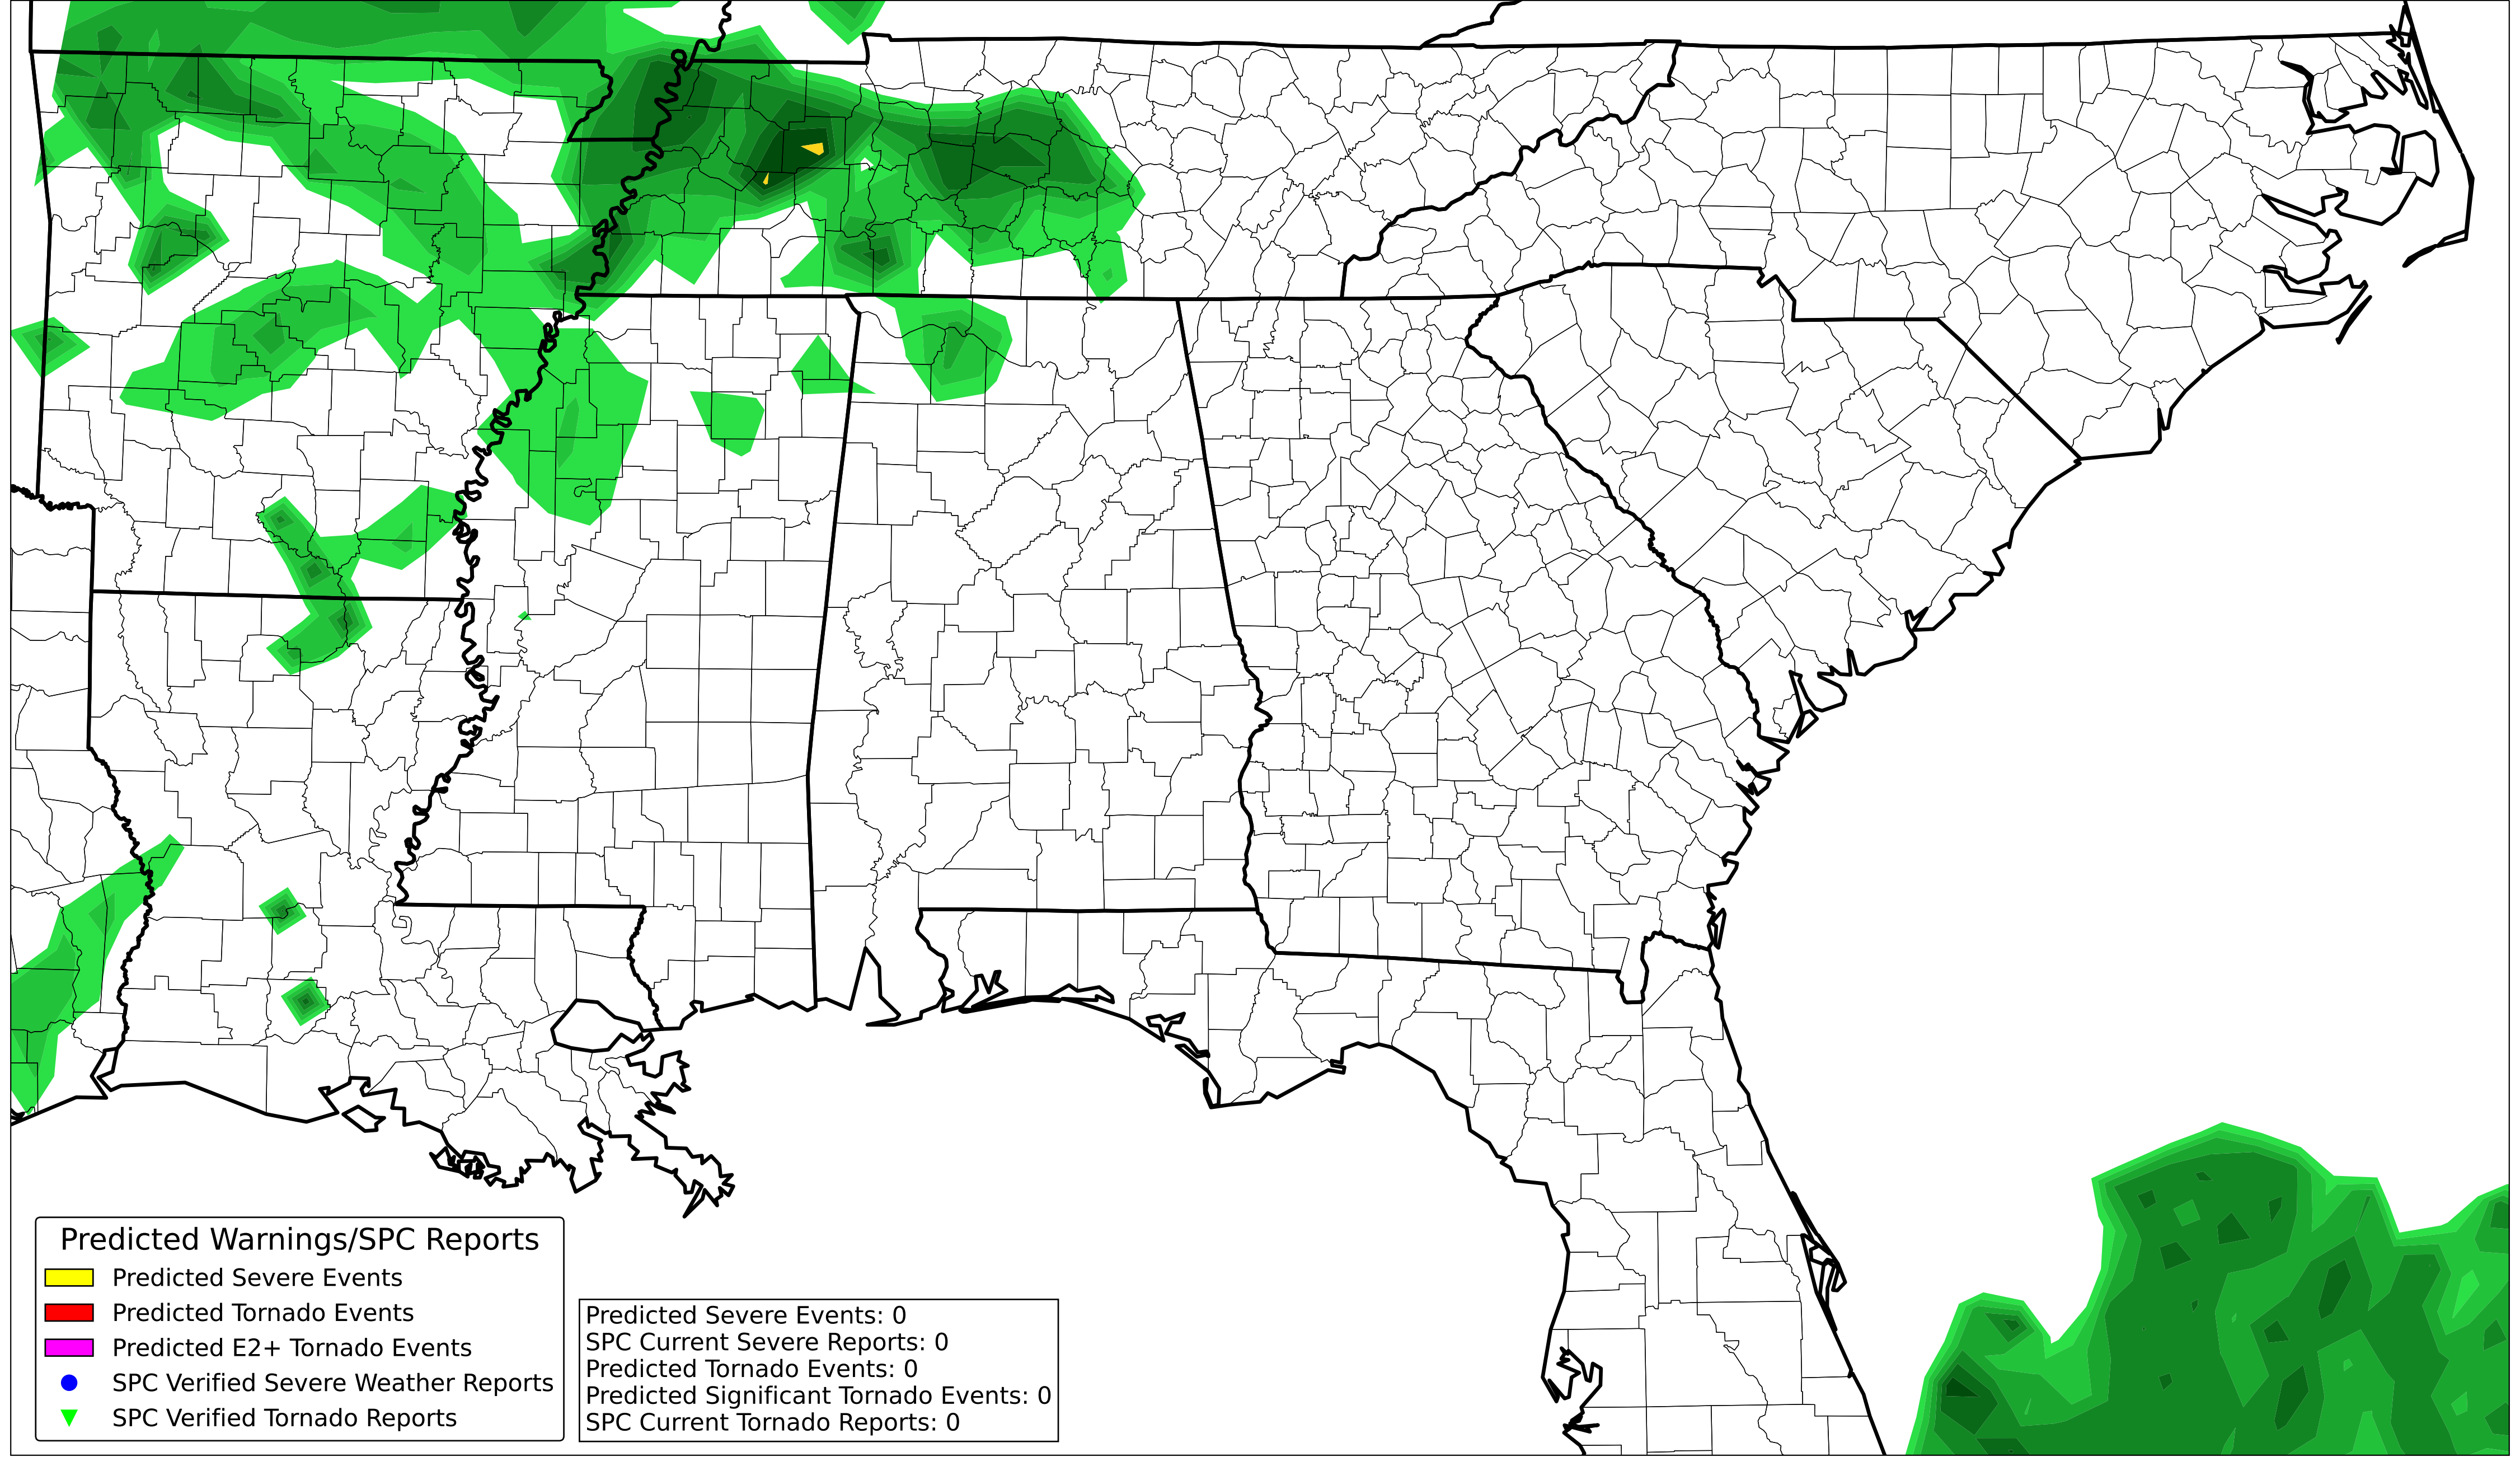 Predicted Warnings/SPC Reports
Predicted Severe Events
Predicted Tornado Events
Predicted E2+ Tornado Events
SPC Verified Severe Weather Reports
SPC Verified Tornado Reports
Predicted Severe Events: 0
SPC Current Severe Reports: 0
Predicted Tornado Events: 0
Predicted Significant Tornado Events: 0
SPC Current Tornado Reports: 0